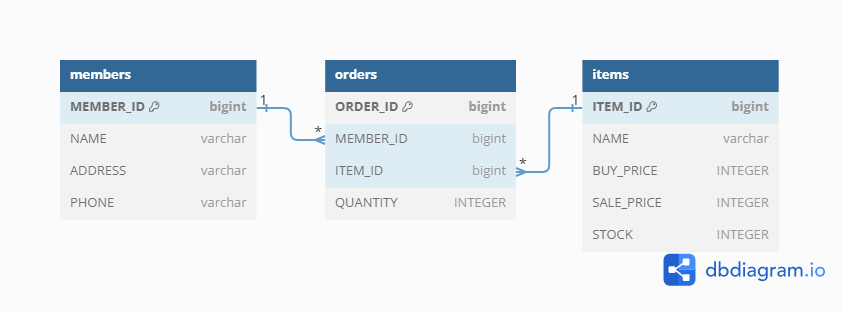 members
MEMBER_ID bigint
NAME varchar
ADDRESS varchar
PHONE varchar
1
*
orders
ORDER_ID bigint
MEMBER_ID bigint
ITEM_ID bigint
QUANTITY INTEGER
*
1
items
ITEM_ID bigint
NAME varchar
BUY_PRICE INTEGER
SALE_PRICE INTEGER
STOCK INTEGER
dbdiagram.io